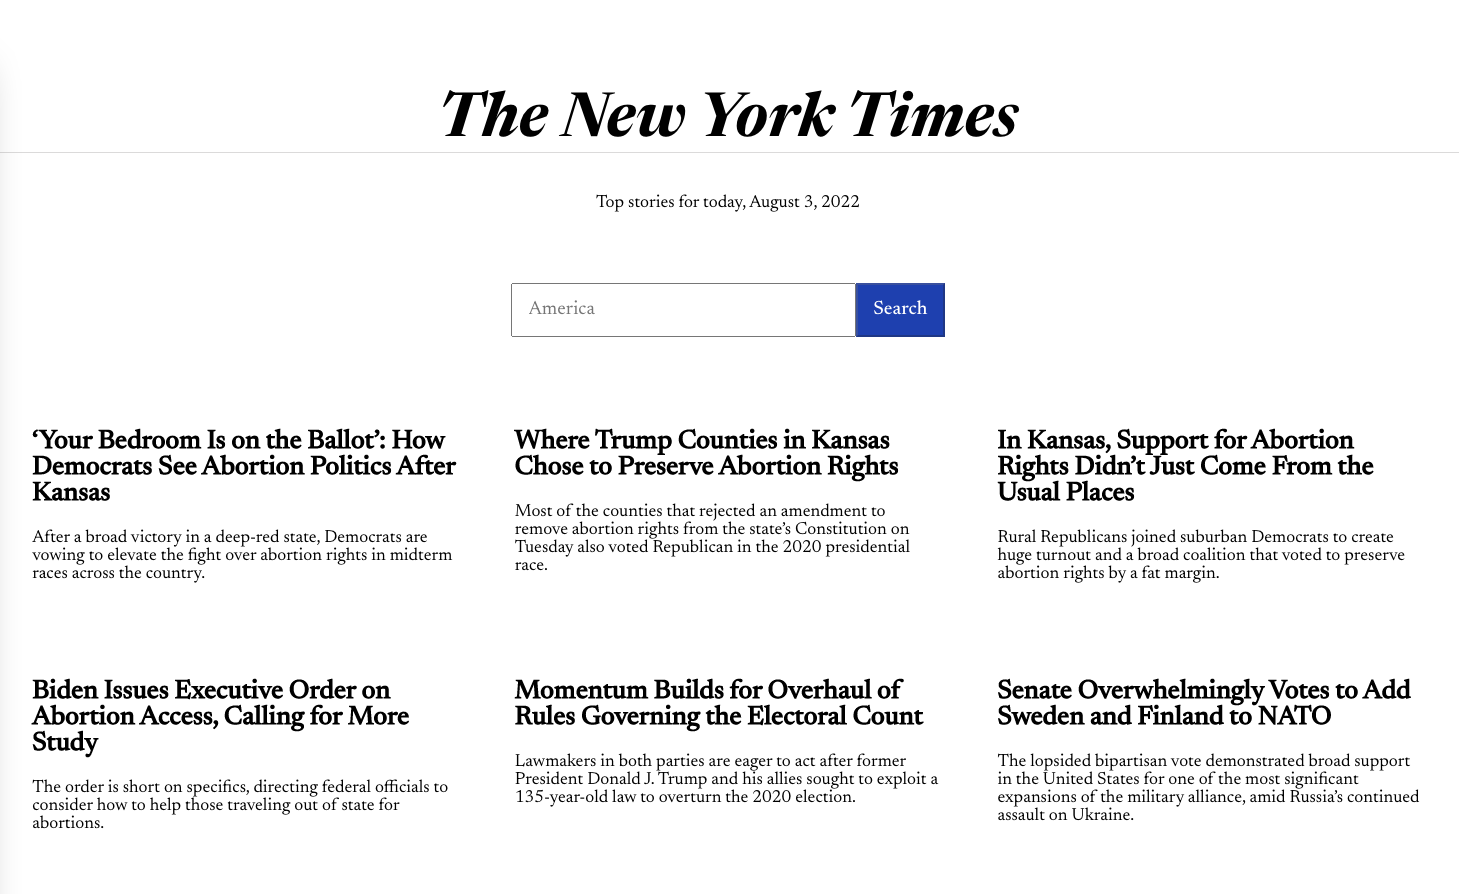 The New York Times
Top stories for today, August 3, 2022
America
Search
‘Your Bedroom Is on the Ballot’: How
Democrats See Abortion Politics After
Kansas
After a broad victory in a deep-red state, Democrats are
vowing to elevate the fight over abortion rights in midterm
races across the country.
Where Trump Counties in Kansas
Chose to Preserve Abortion Rights
Most of the counties that rejected an amendment to
remove abortion rights from the state’s Constitution on
Tuesday also voted Republican in the 2020 presidential
race.
In Kansas, Support for Abortion
Rights Didn’t Just Come From the
Usual Places
Rural Republicans joined suburban Democrats to create
huge turnout and a broad coalition that voted to preserve
abortion rights by a fat margin.
Biden Issues Executive Order on
Abortion Access, Calling for More
Study
The order is short on specifics, directing federal officials to
consider how to help those traveling out of state for
abortions.
Momentum Builds for Overhaul of
Rules Governing the Electoral Count
Lawmakers in both parties are eager to act after former
President Donald J. Trump and his allies sought to exploit a
135-year-old law to overturn the 2020 election.
Senate Overwhelmingly Votes to Add
Sweden and Finland to NATO
The lopsided bipartisan vote demonstrated broad support
in the United States for one of the most significant
expansions of the military alliance, amid Russia’s continued
assault on Ukraine.